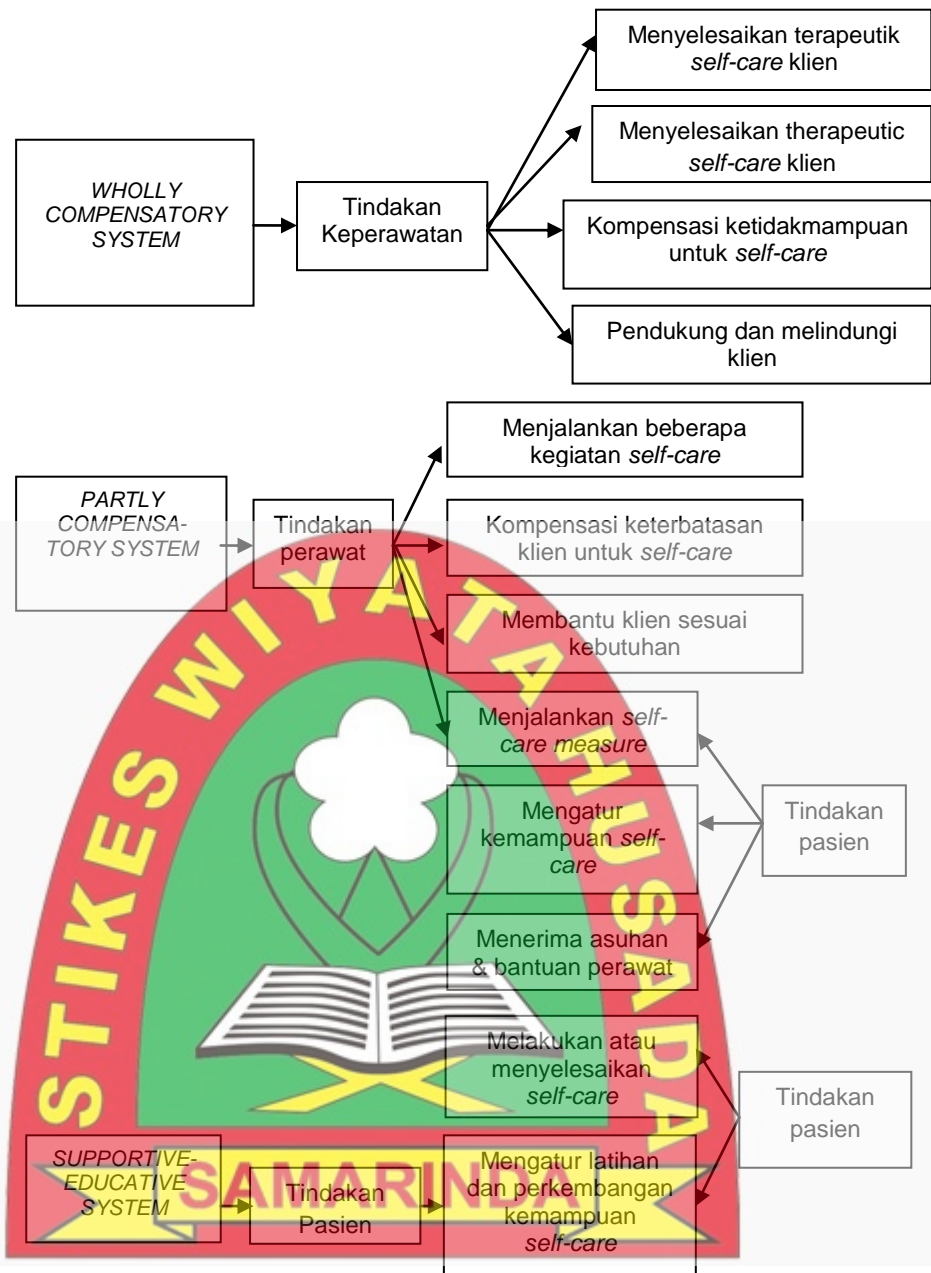 Menyelesaikan terapeutik
self-care klien
Menyelesaikan therapeutic
self-care klien
WHOLLY
COMPENSATORY
SYSTEM
Tindakan
Keperawatan
Kompensasi ketidakmampuan
untuk self-care
Pendukung dan melindungi
klien
Menjalankan beberapa
kegiatan self-care
PARTLY
COMPENSA-
TORY SYSTEM
Tindakan
perawat
Kompensasi keterbatasan
klien untuk self-care
Membantu klien sesuai
kebutuhan
Menjalankan self-
care measure
Mengatur
kemampuan self-
care
Tindakan
pasien
Menerima asuhan
& bantuan perawat
Melakukan atau
menyelesaikan
self-care
Tindakan
pasien
SUPPORTIVE-
EDUCATIVE
SYSTEM
Tindakan
Pasien
Mengatur latihan
dan perkembangan
kemampuan
self-care
STIKES WIYATA HUSADA
SAMARINDA